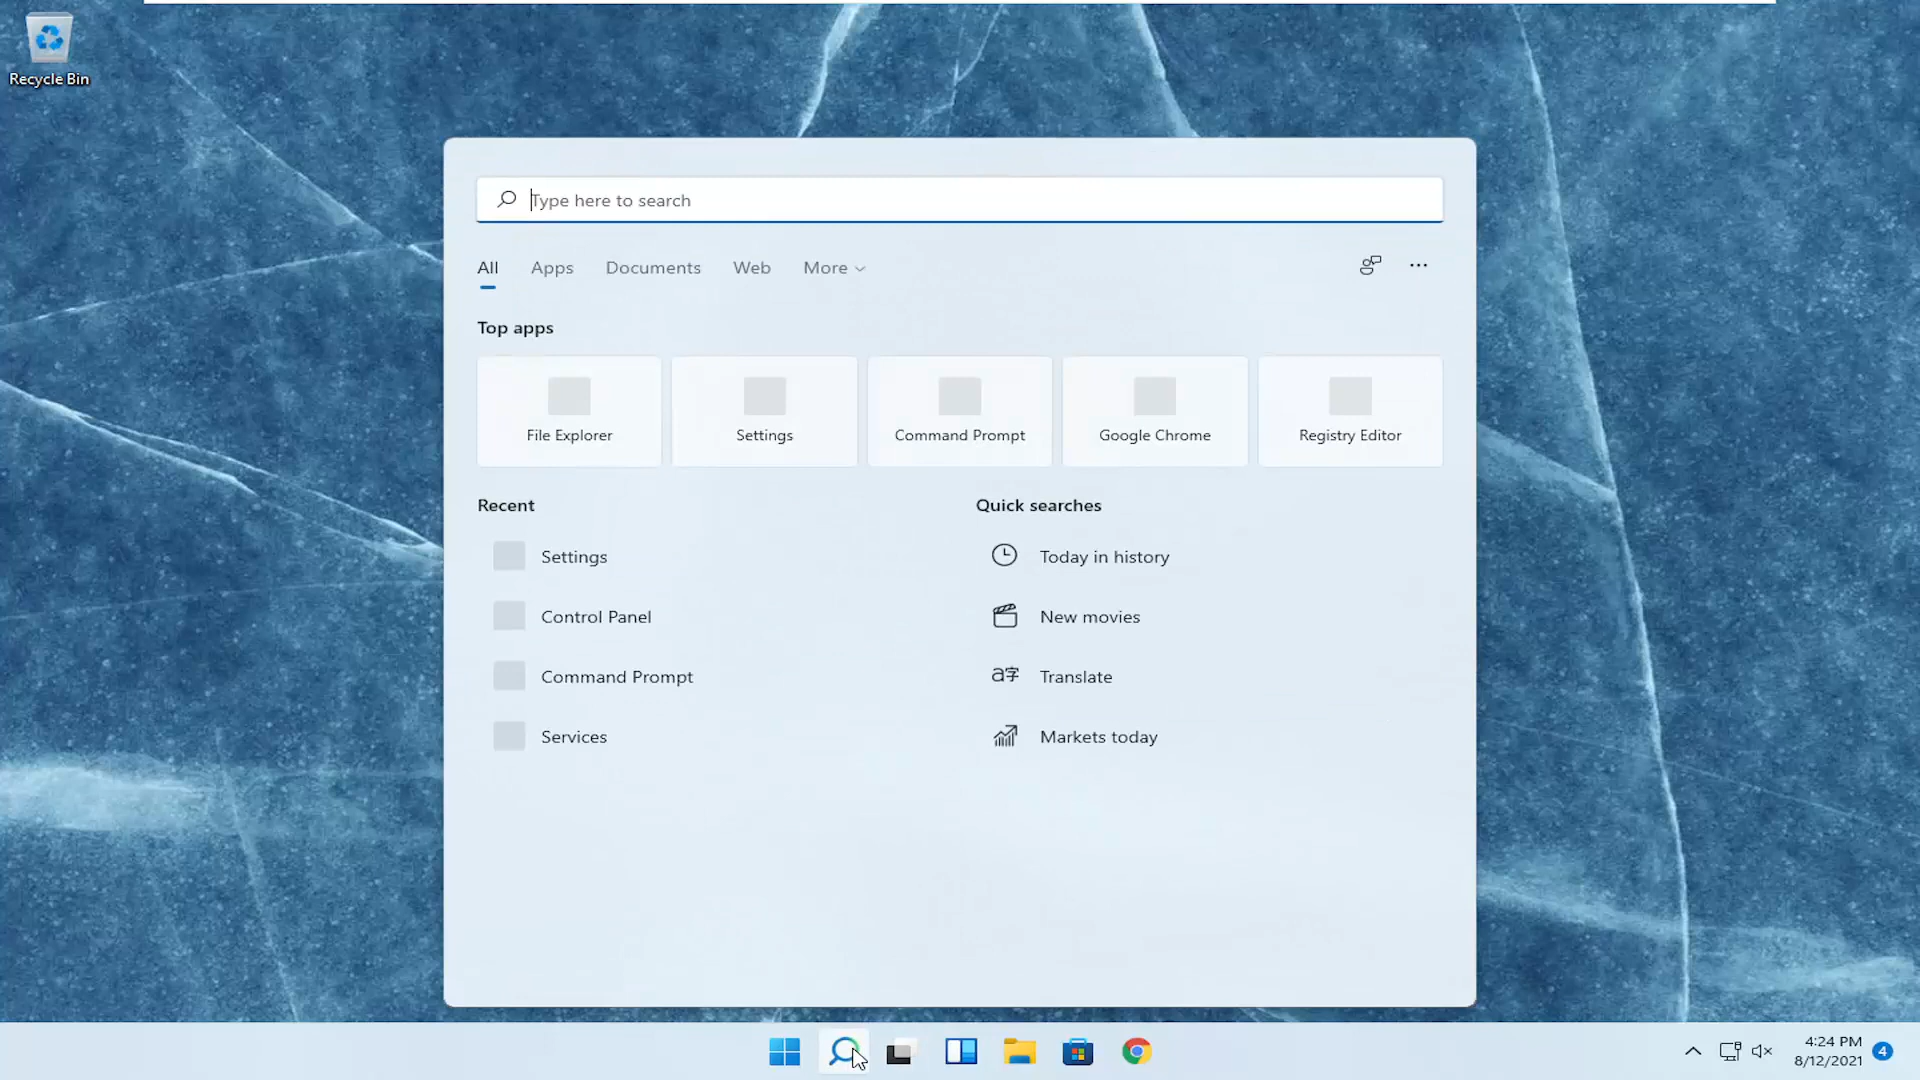 Recycle Bin
Type here to search
All Apps Documents Web More
Top apps
File Explorer Settings Command Prompt Google Chrome Registry Editor
Recent Quick searches
Settings Today in history
Control Panel New movies
Command Prompt a字 Translate
Services Markets today
4:24 PM
8/12/2021 4